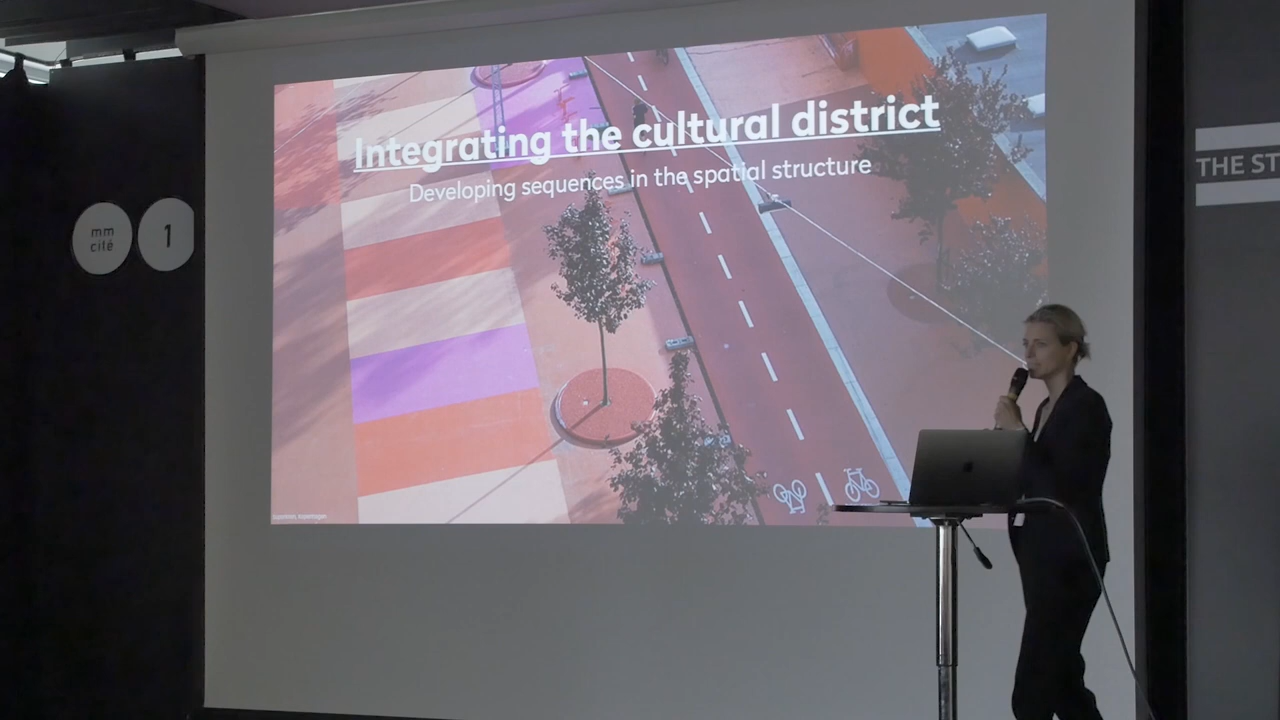 Integrating the cultural district
Developing sequences in the spatial structure
mm
cité
1
THE ST